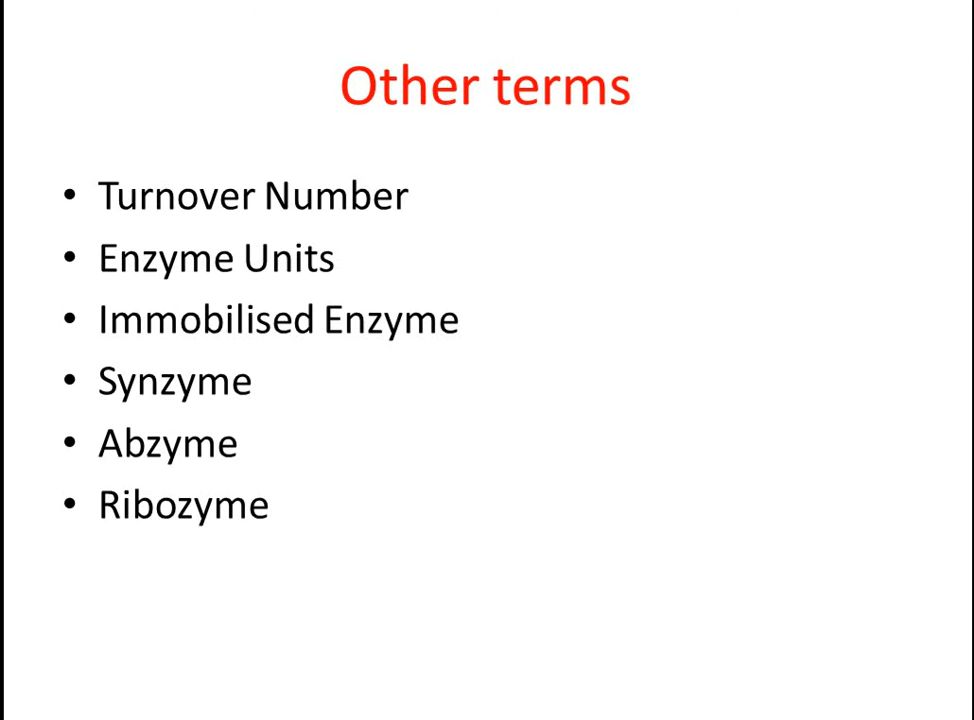 Other terms
• Turnover Number
• Enzyme Units
• Immobilised Enzyme
• Synzyme
• Abzyme
• Ribozyme